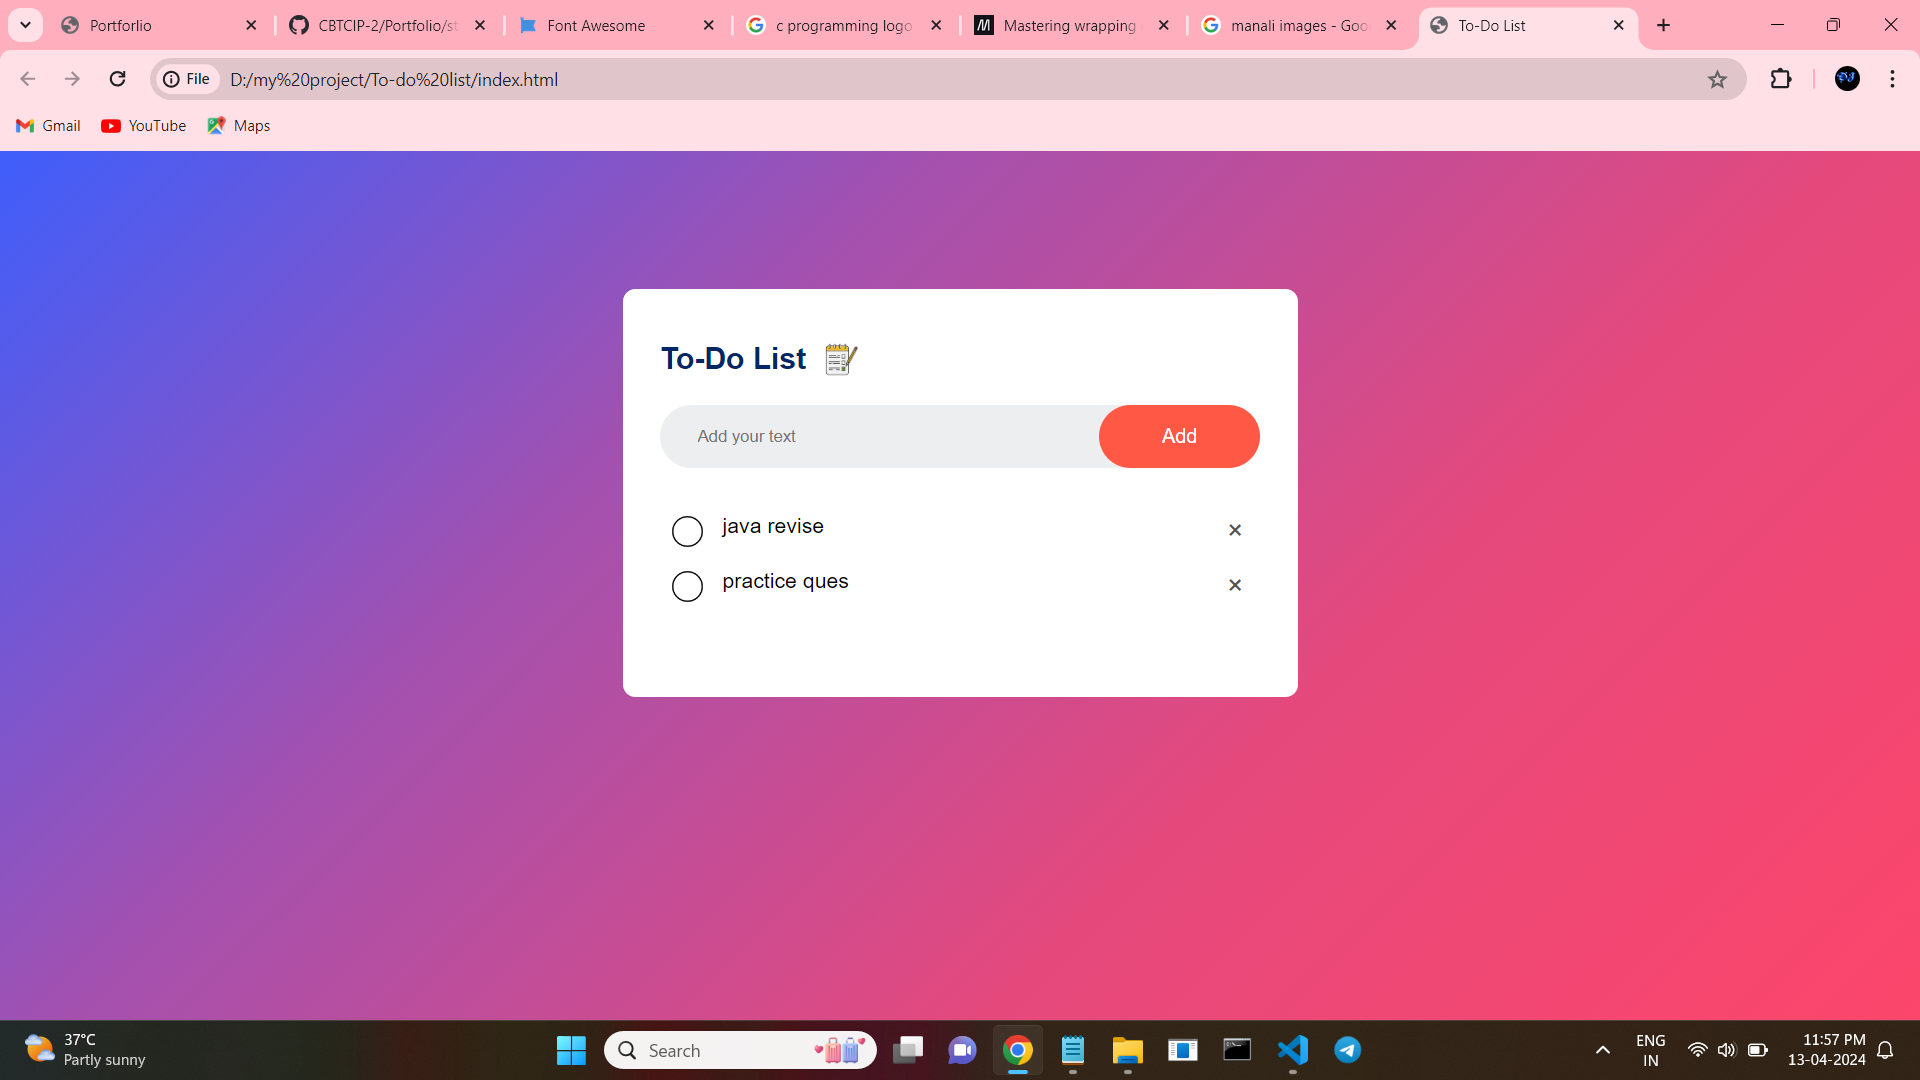 Portforlio
CBTCIP-2/Portfolio/st
Font Awesome
c programming logo
Mastering wrapping
manali images - Goo
To-Do List
File
D:/my%20project/To-do%20list/index.html
Gmail
YouTube
Maps
To-Do List
Add your text
Add
java revise
practice ques
37°C
Partly sunny
Search
ENG
IN
11:57 PM
13-04-2024